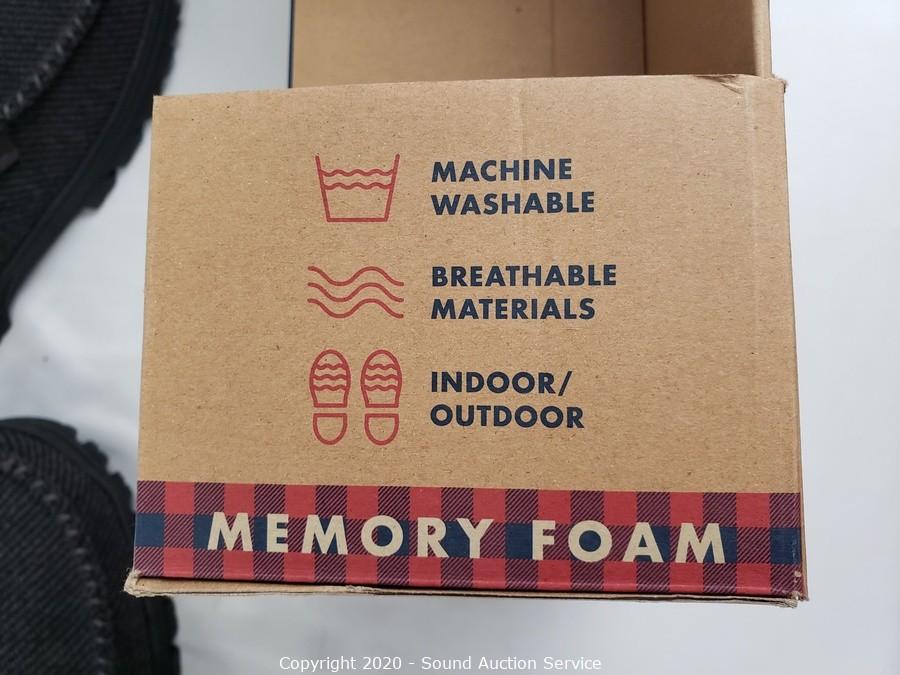 MACHINE
WASHABLE
BREATHABLE
MATERIALS
INDOOR/
OUTDOOR
MEMORY FOAM
Copyright 2020 - Sound Auction Service